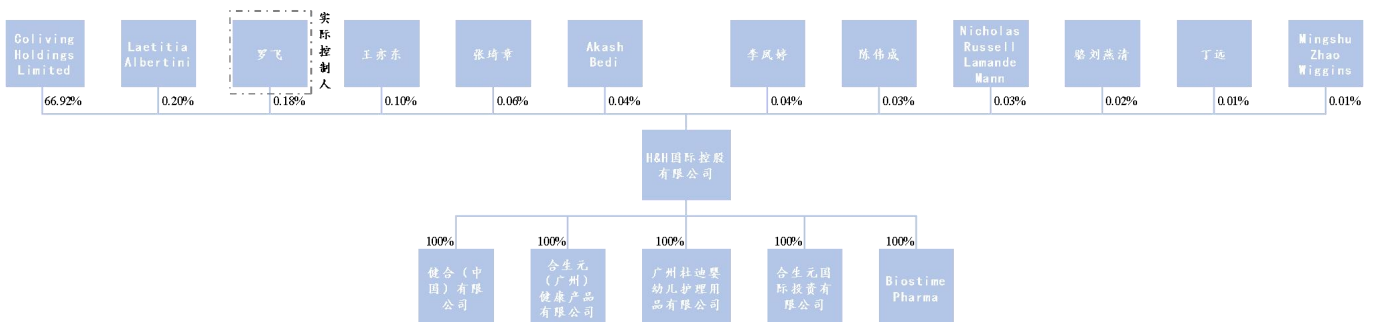 Coliving
Holdings
Limited
Laetitia
Albertini
罗飞
实际控制人
王亦东
张琦章
Akash
Bedi
李凤婷
陈伟成
Nicholas
Russell
Lamande
Mann
骆刘燕清
丁远
Mingshu
Zhao
Wiggins
66.92%
0.20%
0.18%
0.10%
0.06%
0.04%
0.04%
0.03%
0.03%
0.02%
0.01%
0.01%
H&H国际控股
有限公司
100%
100%
100%
100%
100%
健合（中
国）有限
公司
合生元
（广州）
健康产品
有限公司
广州杜迪婴
幼儿护理用
品有限公司
合生元国
际投资有
限公司
Biostime
Pharma